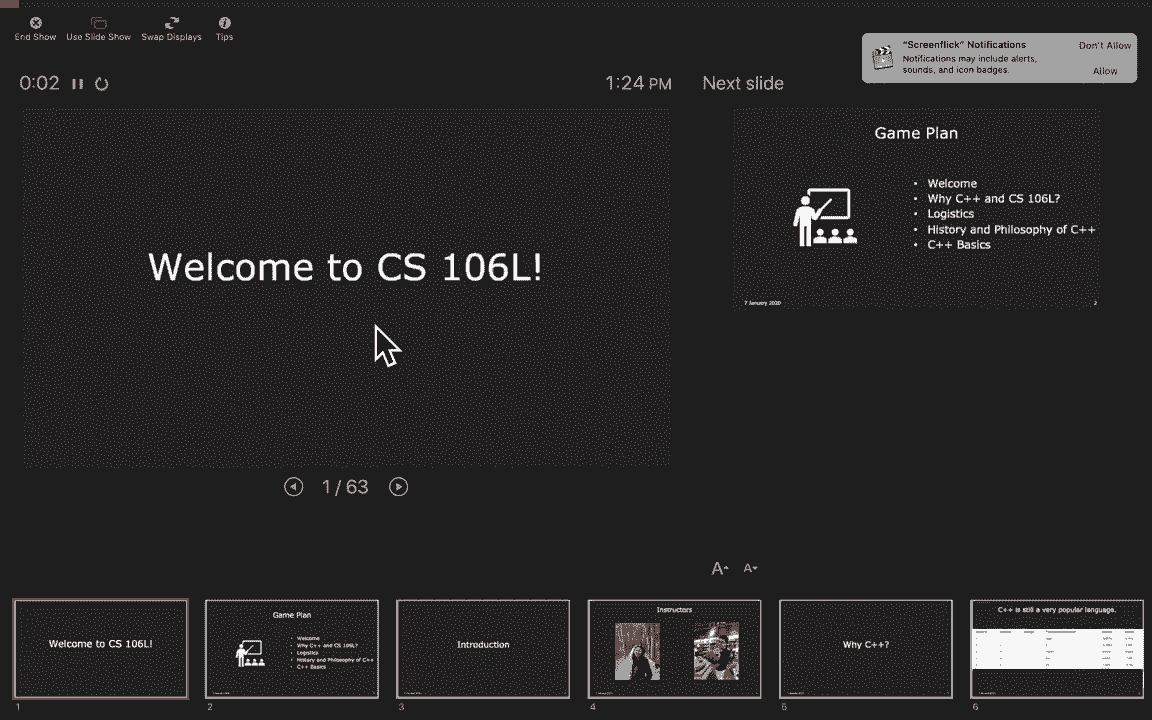 End Show
Use Slide Show
Swap Displays
Tips
"Screenflick" Notifications
Notifications may include alerts,
sounds, and icon badges.
Don't Allow
Allow
0:02
1:24 PM
Next slide
Welcome to CS 106L!
Game Plan
• Welcome
• Why C++ and CS 106L?
• Logistics
• History and Philosophy of C++
• C++ Basics
7 January 2020
2
1/63
A
A
Welcome to CS 106L!
Game Plan
• Welcome
• Why C++ and CS 106L?
• Logistics
• History and Philosophy of C++
• C++ Basics
Introduction
Instructors
Why C++?
C++ is still a very popular language.
1
2
3
4
5
6